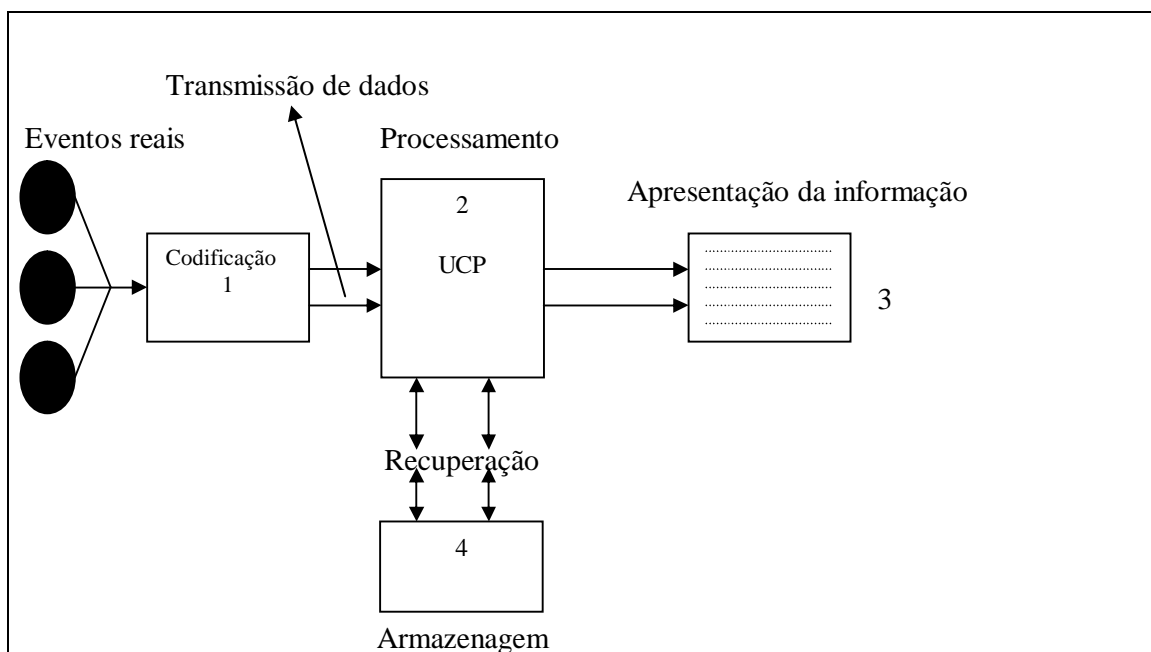 Transmissão de dados
Eventos reais
Processamento
Apresentação da informação
Codificação
1
2
UCP
3
Recuperação
4
Armazenagem